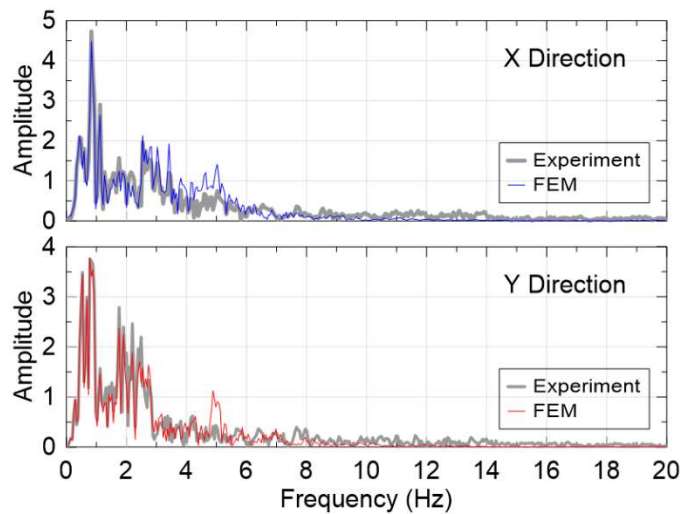 5
4
3
2
1
0
Amplitude
X Direction
Experiment
FEM
4
3
2
1
0
Amplitude
Y Direction
Experiment
FEM
0 2 4 6 8 10 12 14 16 18 20
Frequency (Hz)